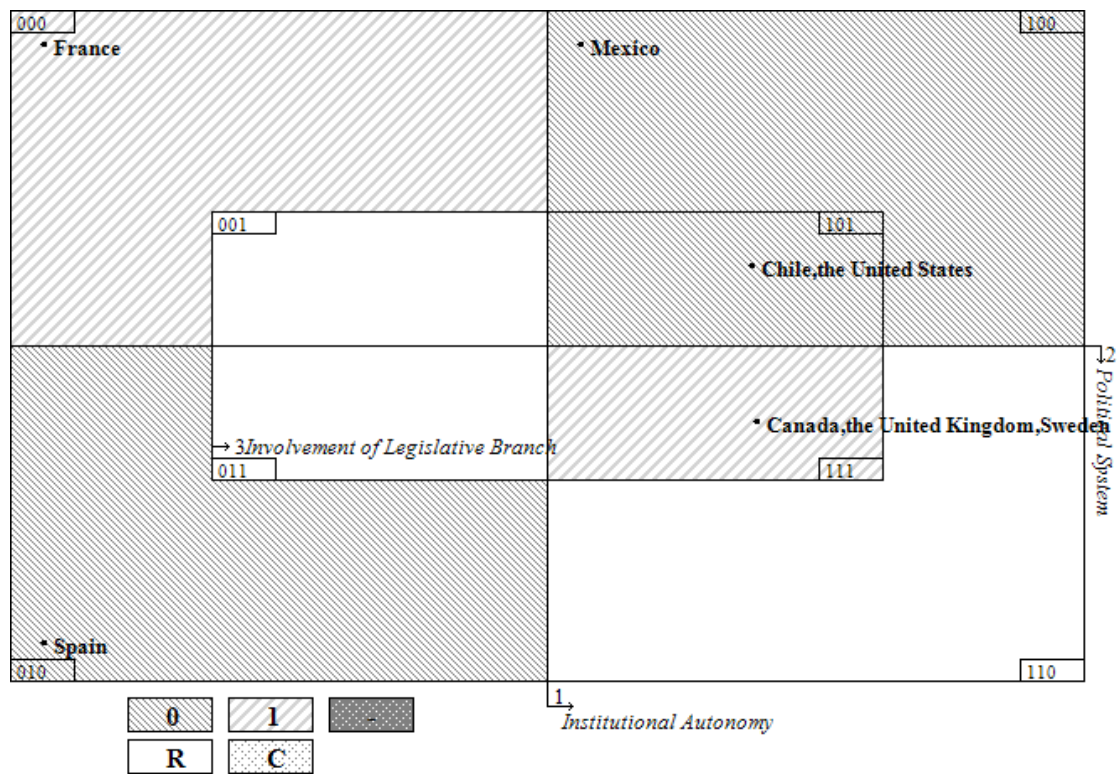 000
100
France
Mexico
001
101
Chile,the United States
2
Political System
Canada,the United Kingdom,Sweden
3Involvement of Legislative Branch
011
111
Spain
010
110
1
Institutional Autonomy
0
1
-
R
C